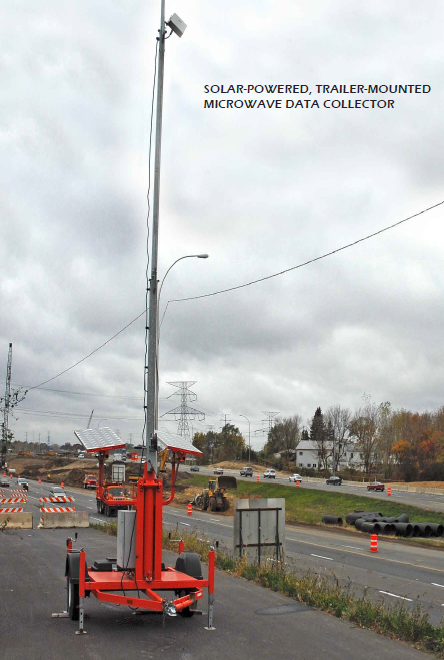 SOLAR-POWERED, TRAILER-MOUNTED
MICROWAVE DATA COLLECTOR